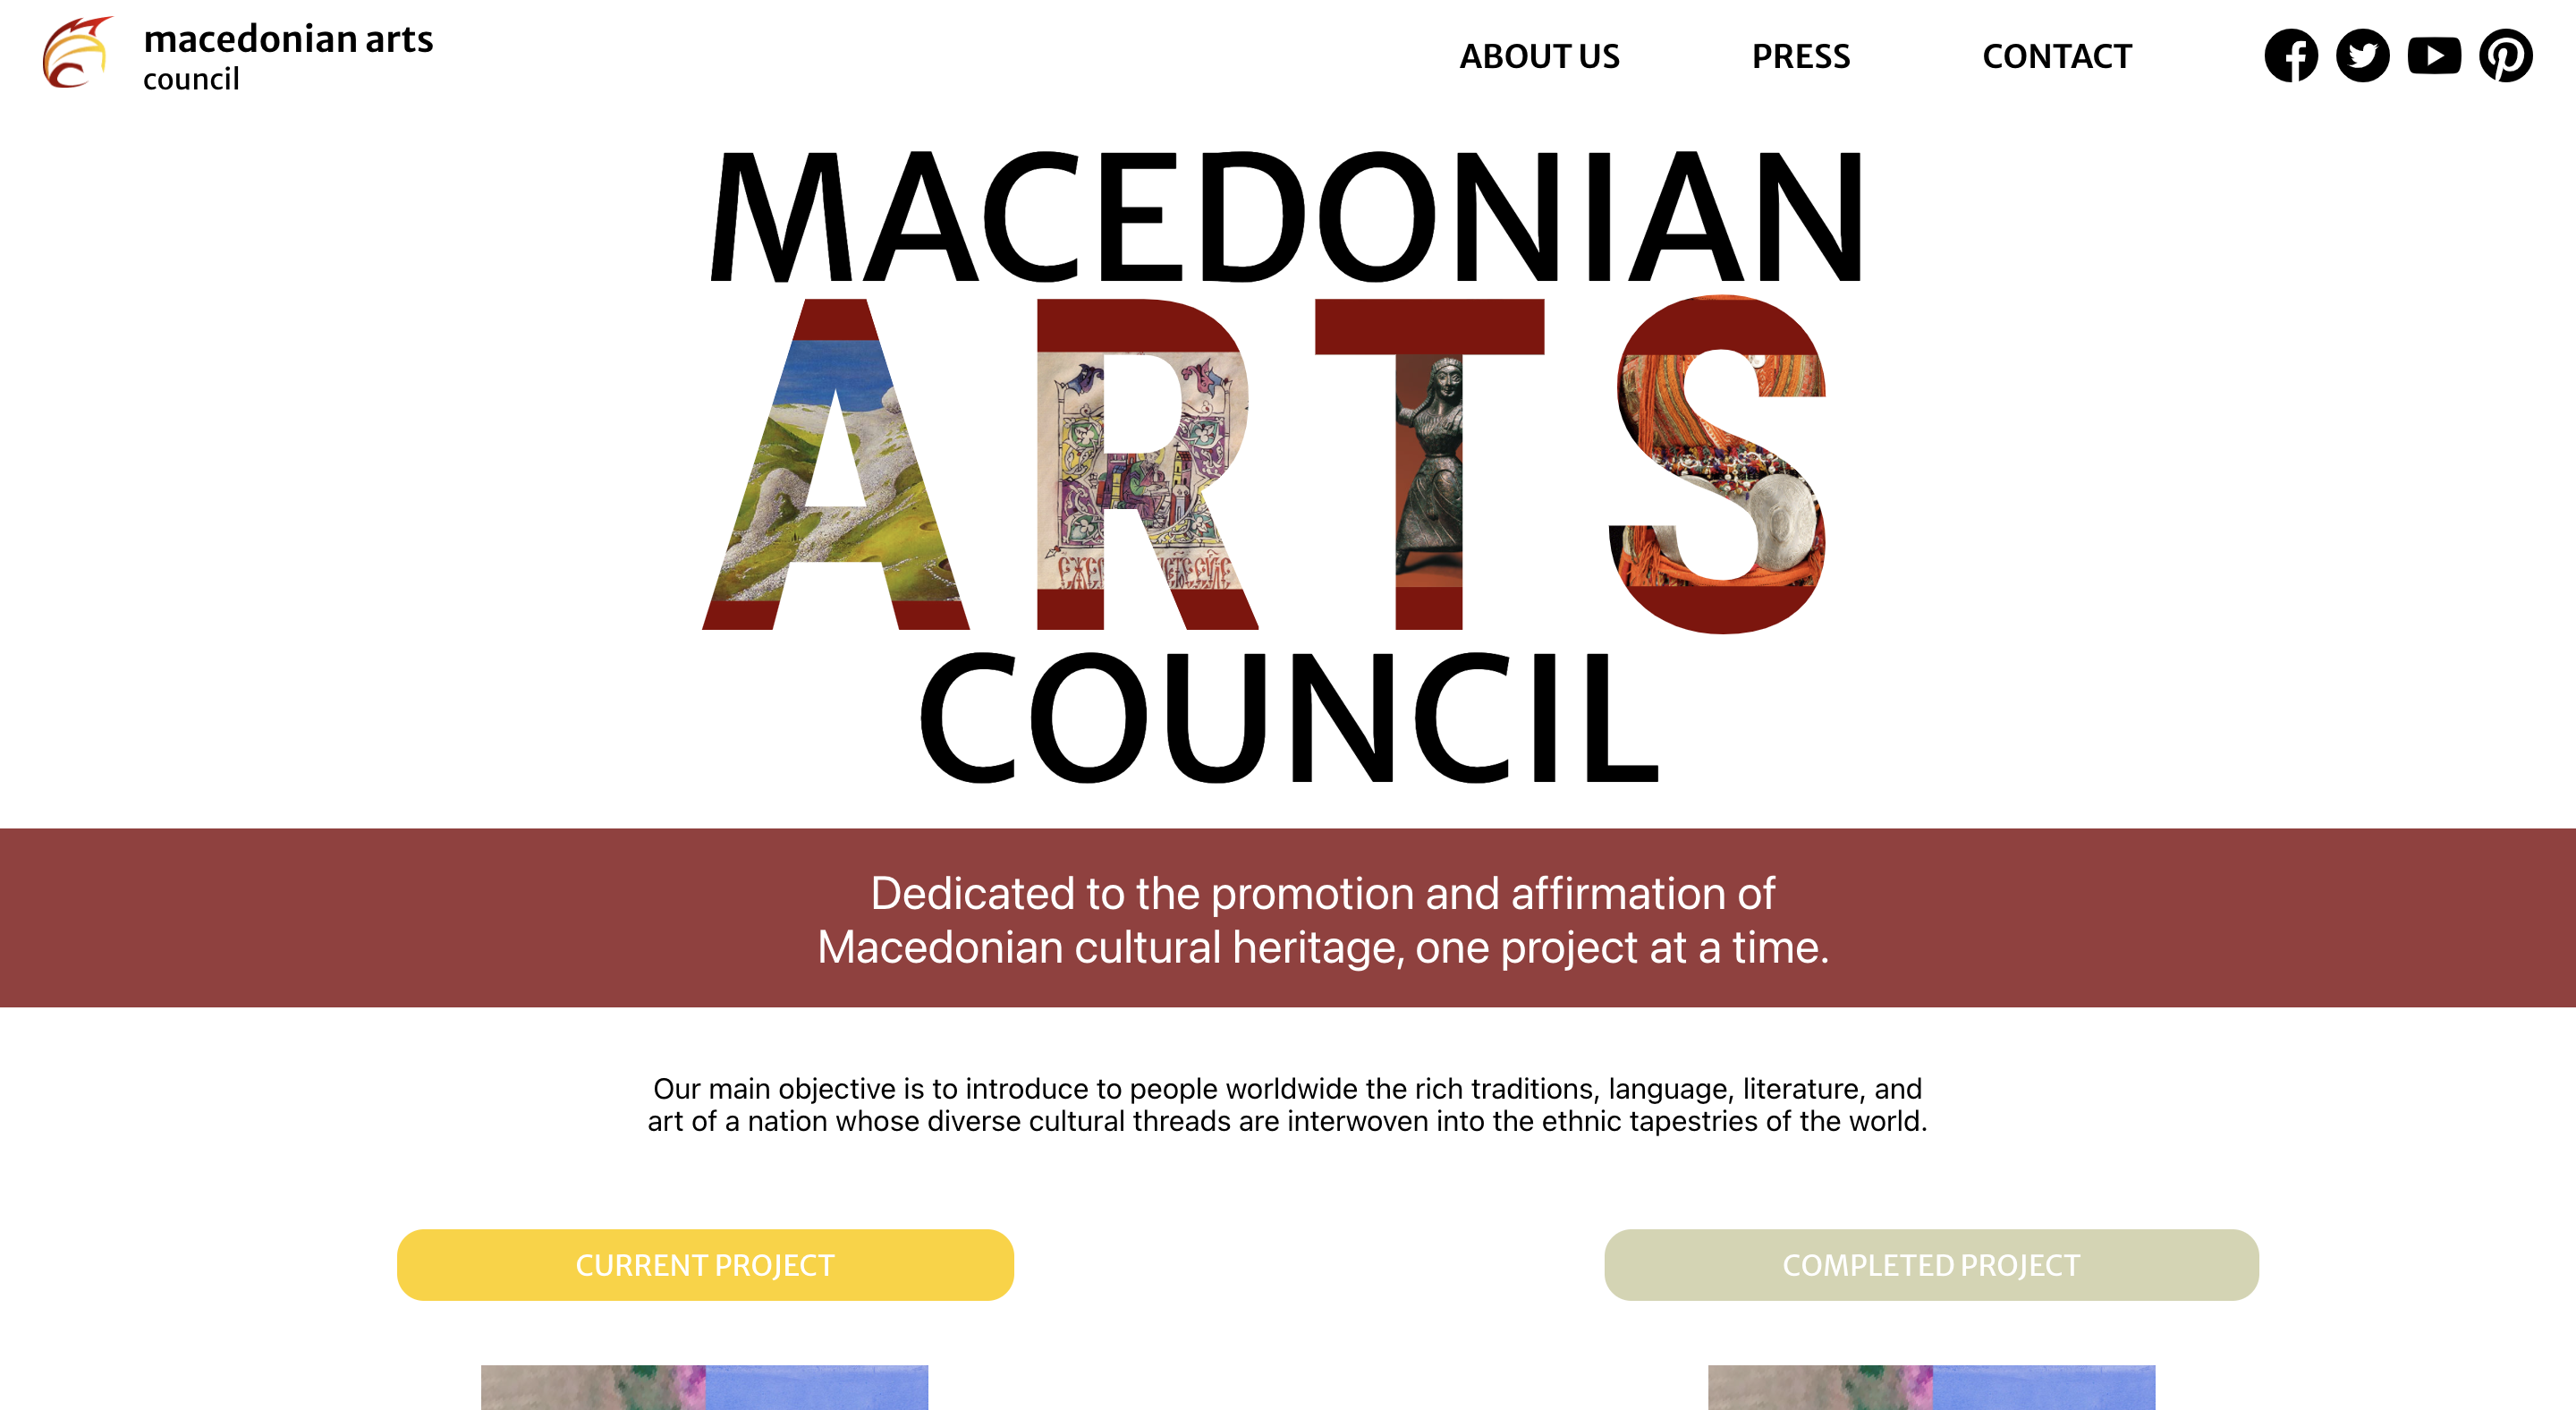 macedonian arts
council
ABOUT US
PRESS
CONTACT
MACEDONIAN
ARTS
COUNCIL
Dedicated to the promotion and affirmation of
Macedonian cultural heritage, one project at a time.
Our main objective is to introduce to people worldwide the rich traditions, language, literature, and
art of a nation whose diverse cultural threads are interwoven into the ethnic tapestries of the world.
CURRENT PROJECT
COMPLETED PROJECT